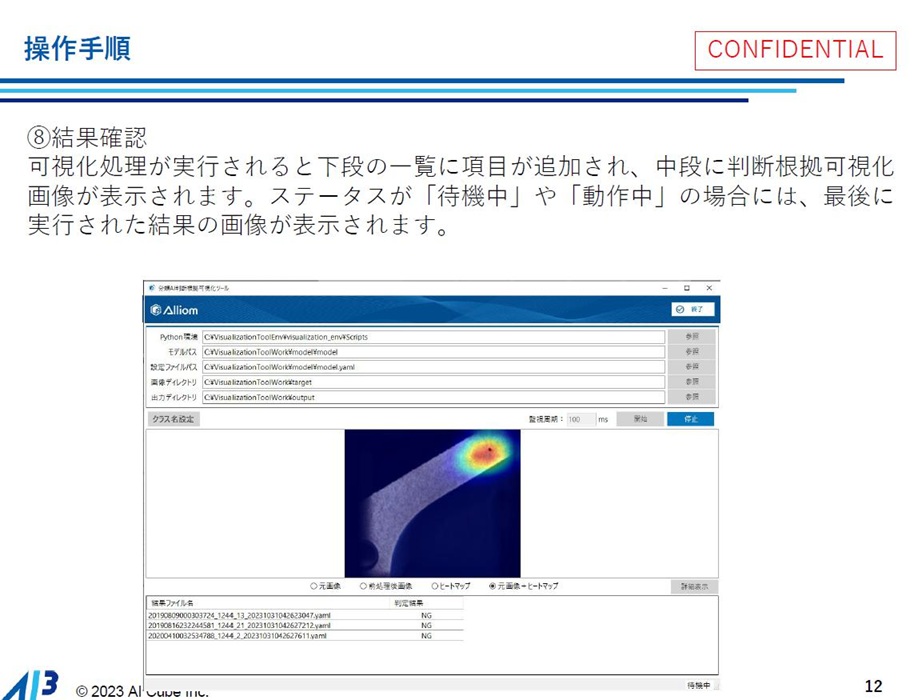 操作手順
CONFIDENTIAL
⑧結果確認
可視化処理が実行されると下段の一覧に項目が追加され、中段に判断根拠可視化
画像が表示されます。ステータスが「待機中」や「動作中」の場合には、最後に
実行された結果の画像が表示されます。
分類AI判断根拠可視化ツール
Alliom
終了
Python環境 C:¥VisualizationToolEnv¥visualization_env¥Scripts 参照
モデルパス C:¥VisualizationToolWork¥model¥model 参照
設定ファイルパス C:¥VisualizationToolWork¥model¥model.yaml 参照
画像ディレクトリ C:¥VisualizationToolWork¥target 参照
出力ディレクトリ C:¥VisualizationToolWork¥output 参照
クラス名設定 監視周期： 100 ms 開始 停止
元画像 前処理後画像 ヒートマップ 元画像+ヒートマップ 詳細表示
結果ファイル名 判定結果
20190809000303724_1244_13_20231031042623047.yaml NG
20190816232244581_1244_21_20231031042627212.yaml NG
20200410032534788_1244_2_20231031042627611.yaml NG
待機中
© 2023 AI Cube Inc.
12